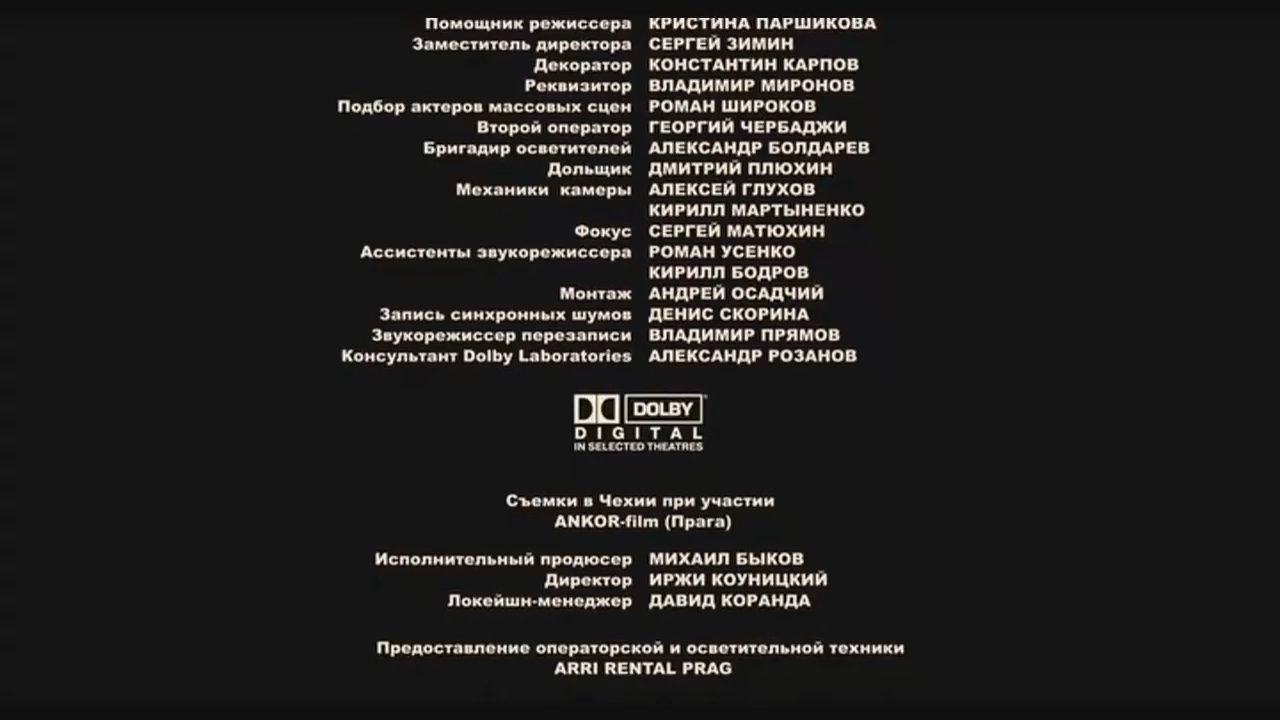 Помощник режиссера КРИСТИНА ПАРШИКОВА
Заместитель директора СЕРГЕЙ ЗИМИН
Декоратор КОНСТАНТИН КАРПОВ
Реквизитор ВЛАДИМИР МИРОНОВ
Подбор актеров массовых сцен РОМАН ШИРОКОВ
Второй оператор ГЕОРГИЙ ЧЕРБАДЖИ
Бригадир осветителей АЛЕКСАНДР БОЛДАРЕВ
Дольщик ДМИТРИЙ ПЛЮХИН
Механики камеры АЛЕКСЕЙ ГЛУХОВ
КИРИЛЛ МАРТЫНЕНКО
Фокус СЕРГЕЙ МАТЮХИН
Ассистенты звукорежиссера РОМАН УСЕНКО
КИРИЛЛ БОДРОВ
Монтаж АНДРЕЙ ОСАДЧИЙ
Запись синхронных шумов ДЕНИС СКОРИНА
Звукорежиссер перезаписи ВЛАДИМИР ПРЯМОВ
Консультант Dolby Laboratories АЛЕКСАНДР РОЗАНОВ
DOLBY
DIGITAL
IN SELECTED THEATRES
Съемки в Чехии при участии
ANKOR-film (Прага)
Исполнительный продюсер МИХАИЛ БЫКОВ
Директор ИРЖИ КОУНИЦКИЙ
Локейшн-менеджер ДАВИД КОРАНДА
Предоставление операторской и осветительной техники
ARRI RENTAL PRAG